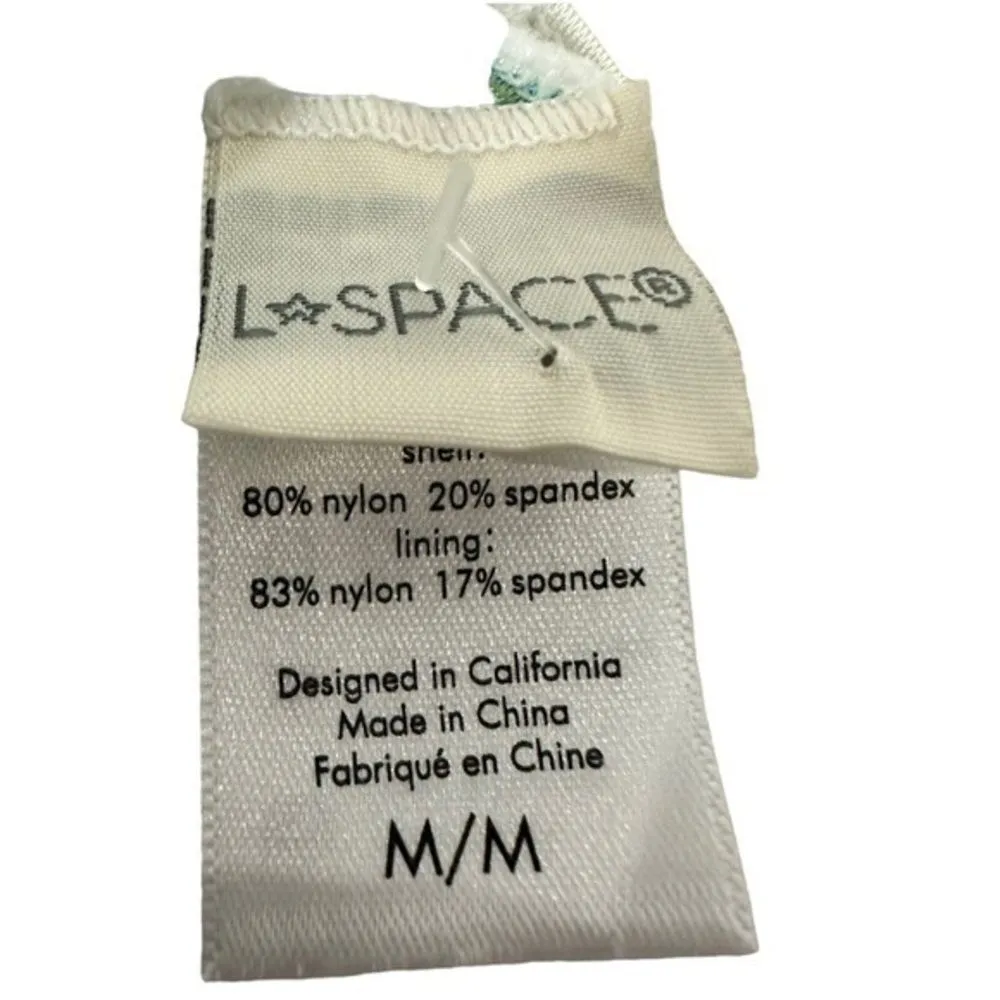 L☆SPACE®
shell:
80% nylon 20% spandex
lining:
83% nylon 17% spandex
Designed in California
Made in China
Fabriqué en Chine
M/M